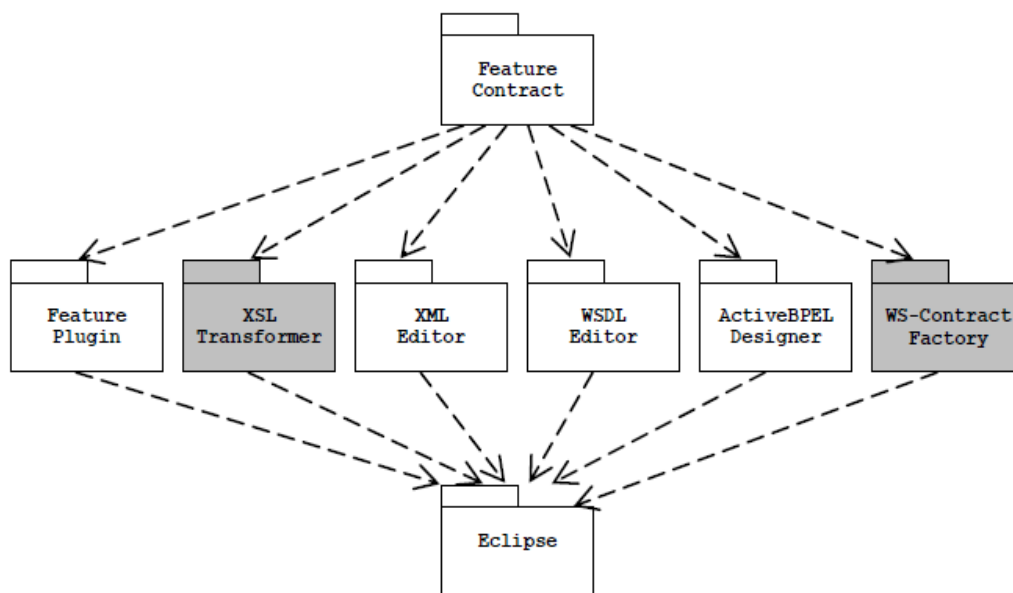 Feature
Contract
Feature
Plugin
XSL
Transformer
XML
Editor
WSDL
Editor
ActiveBPEL
Designer
WS-Contract
Factory
Eclipse